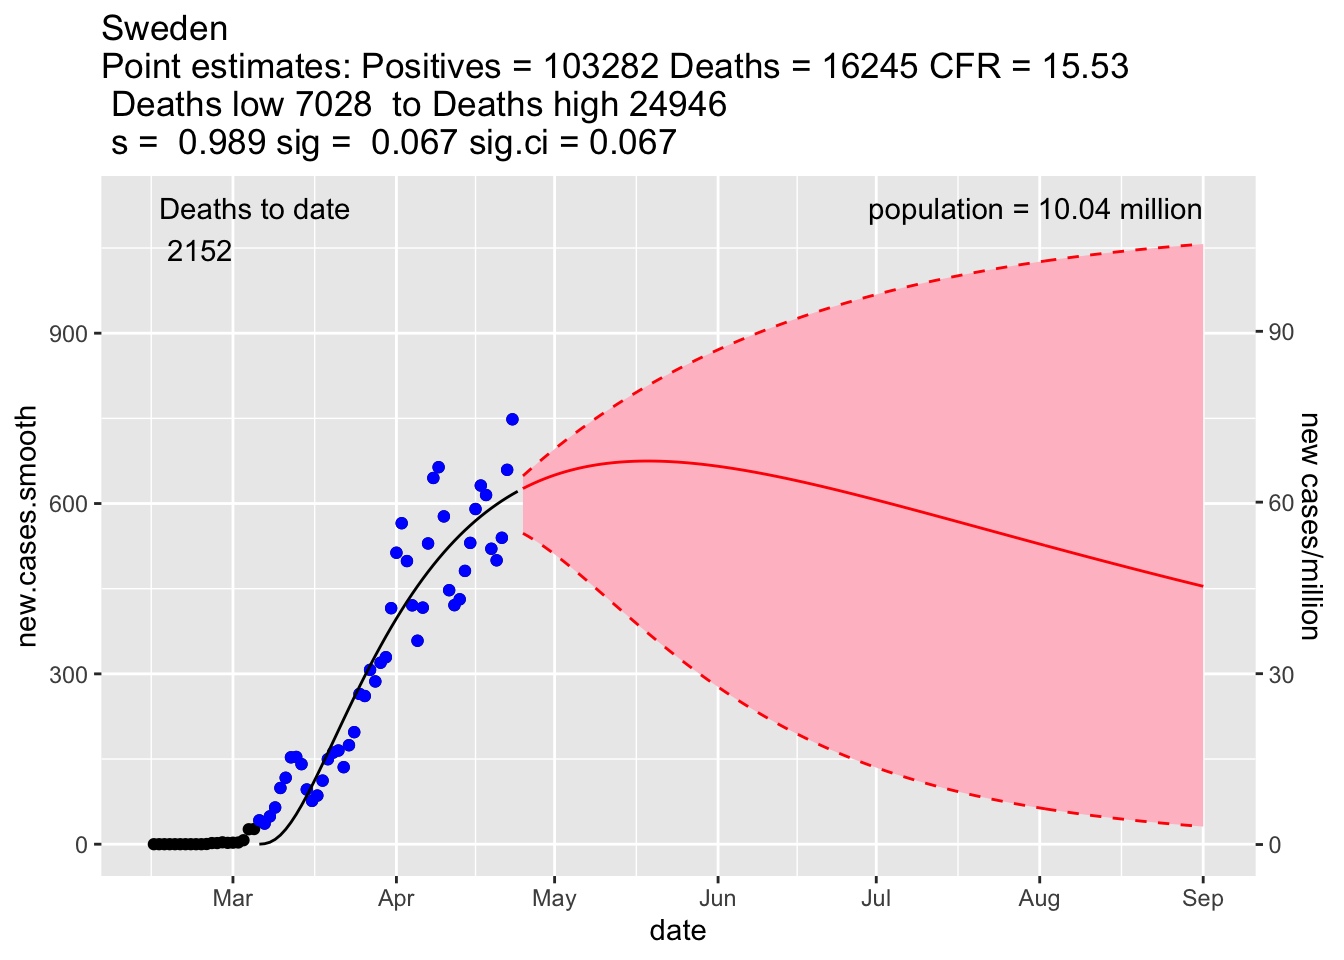 Sweden
Point estimates: Positives = 103282 Deaths = 16245 CFR = 15.53
Deaths low 7028  to Deaths high 24946
s =  0.989 sig =  0.067 sig.ci = 0.067
Deaths to date
2152
population = 10.04 million
900
600
300
0
new.cases.smooth
90
60
30
0
new cases/million
Mar
Apr
May
Jun
Jul
Aug
Sep
date